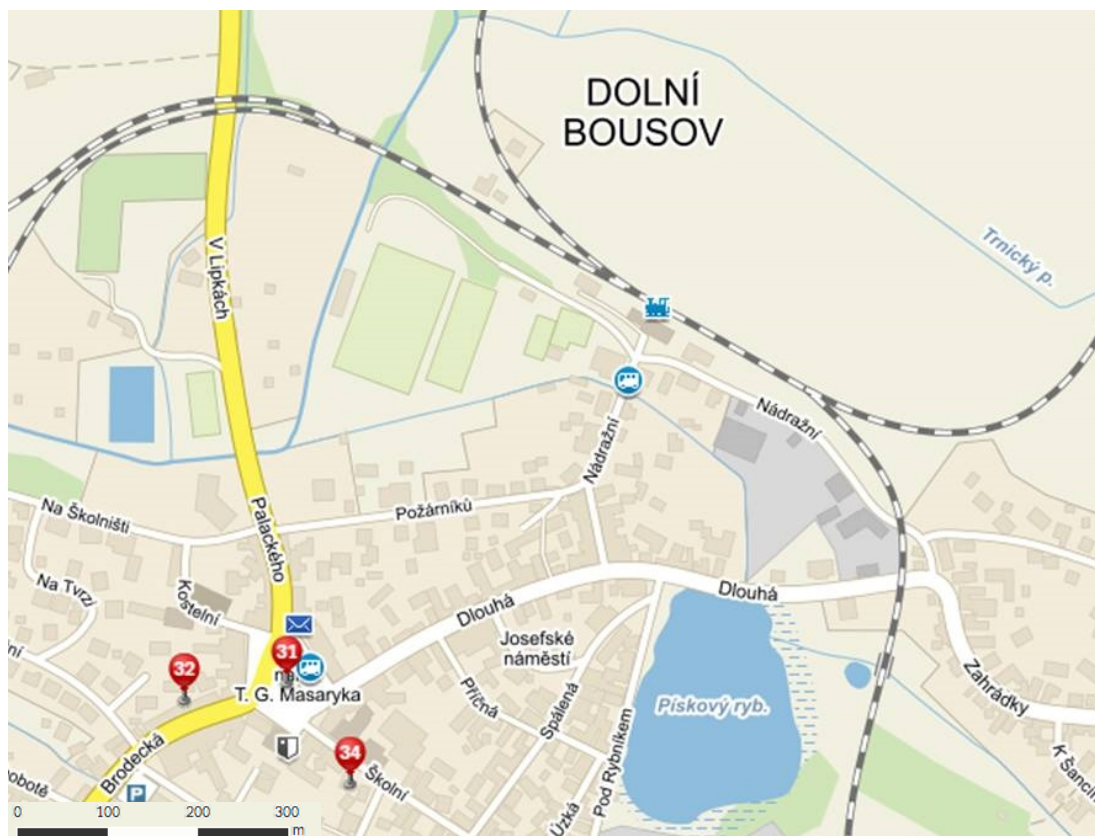 DOLNÍ
BOUSOV
Trnický p.
V Lipkách
Nádražní
Nádražní
Na Školništi
Požárníků
Palackého
Na Tvrzi
Kostelní
Dlouhá
Dlouhá
31
32
Josefské
náměstí
T. G. Masaryka
Příčná
Spálená
Pod Rybníkem
Pískový ryb.
Zahrádky
K Šancím
34
Školní
Brodecká
Úzká
P
0 100 200 300
m